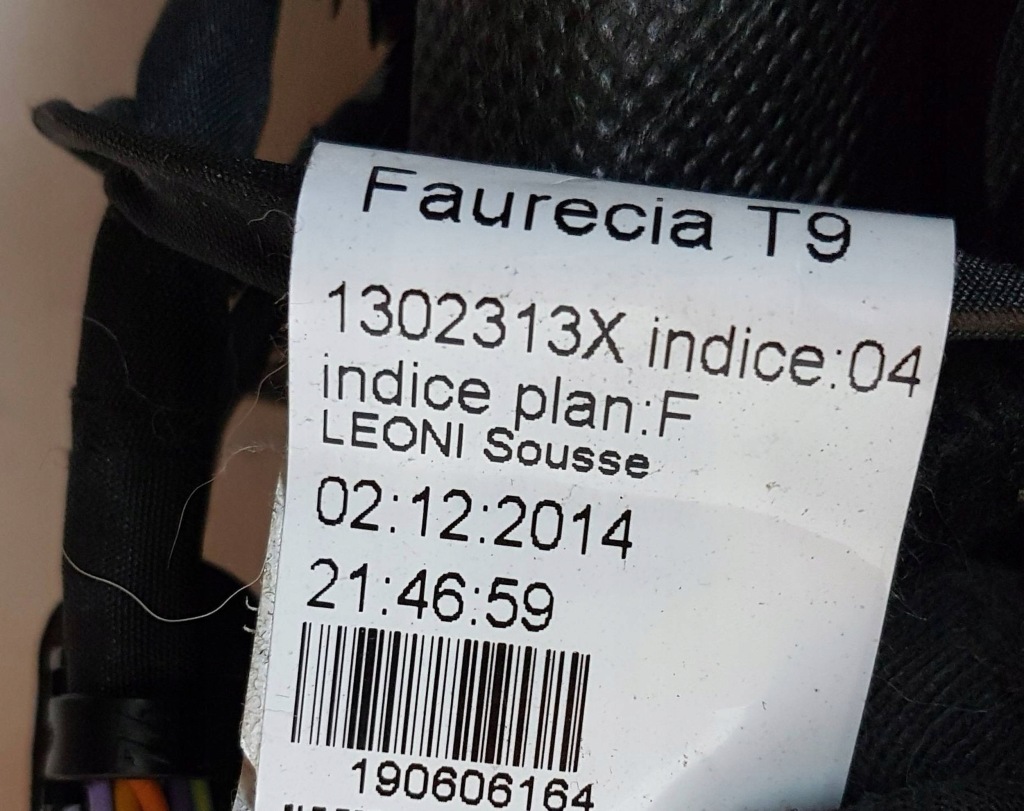 Faurecia T9
1302313X indice:04
indice plan:F
LEONI Sousse
02:12:2014
21:46:59
190606164